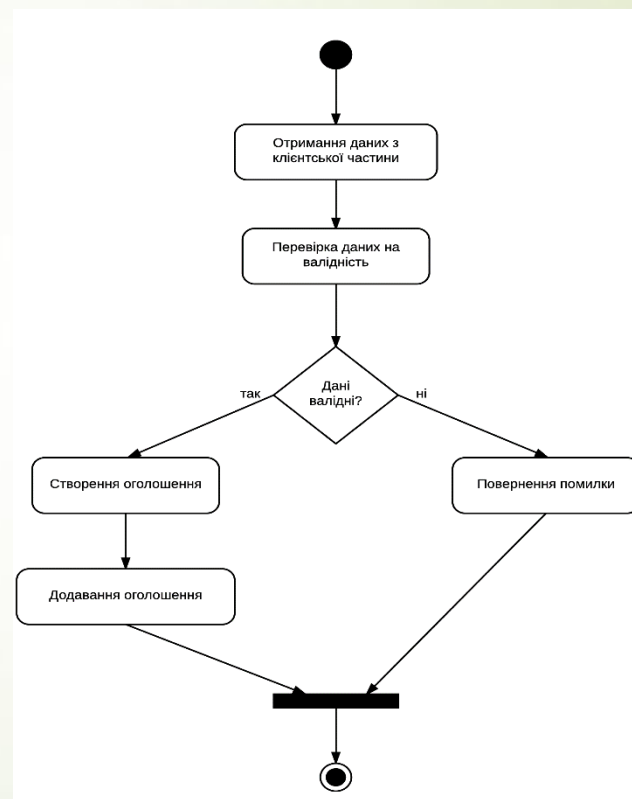 Отримання даних з
клієнтської частини
Перевірка даних на
валідність
Дані
валідні?
так
ні
Створення оголошення
Повернення помилки
Додавання оголошення